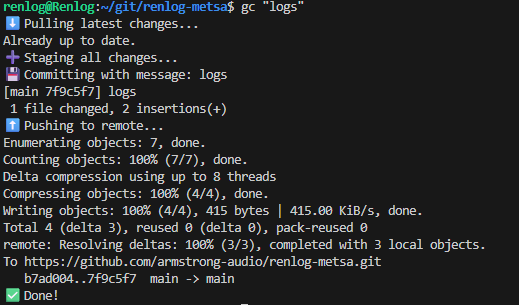 renlog@Renlog:~/git/renlog-metsa$ gc "logs"
⬇️ Pulling latest changes...
Already up to date.
➕ Staging all changes...
💾 Committing with message: logs
[main 7f9c5f7] logs
 1 file changed, 2 insertions(+)
⬆️ Pushing to remote...
Enumerating objects: 7, done.
Counting objects: 100% (7/7), done.
Delta compression using up to 8 threads
Compressing objects: 100% (4/4), done.
Writing objects: 100% (4/4), 415 bytes | 415.00 KiB/s, done.
Total 4 (delta 3), reused 0 (delta 0), pack-reused 0
remote: Resolving deltas: 100% (3/3), completed with 3 local objects.
To https://github.com/armstrong-audio/renlog-metsa.git
   b7ad004..7f9c5f7  main -> main
✅ Done!